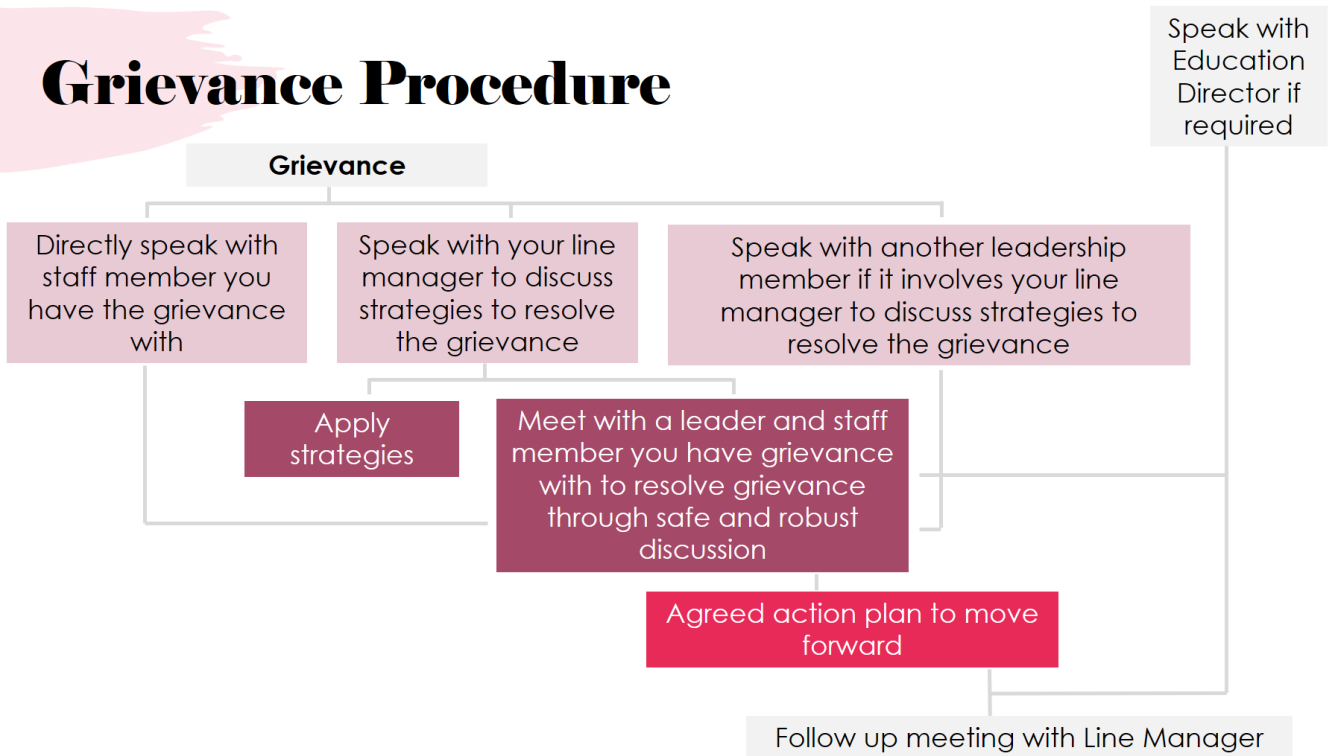 Grievance Procedure
Speak with
Education
Director if
required
Grievance
Directly speak with
staff member you
have the grievance
with
Speak with your line
manager to discuss
strategies to resolve
the grievance
Speak with another leadership
member if it involves your line
manager to discuss strategies to
resolve the grievance
Apply
strategies
Meet with a leader and staff
member you have grievance
with to resolve grievance
through safe and robust
discussion
Agreed action plan to move
forward
Follow up meeting with Line Manager